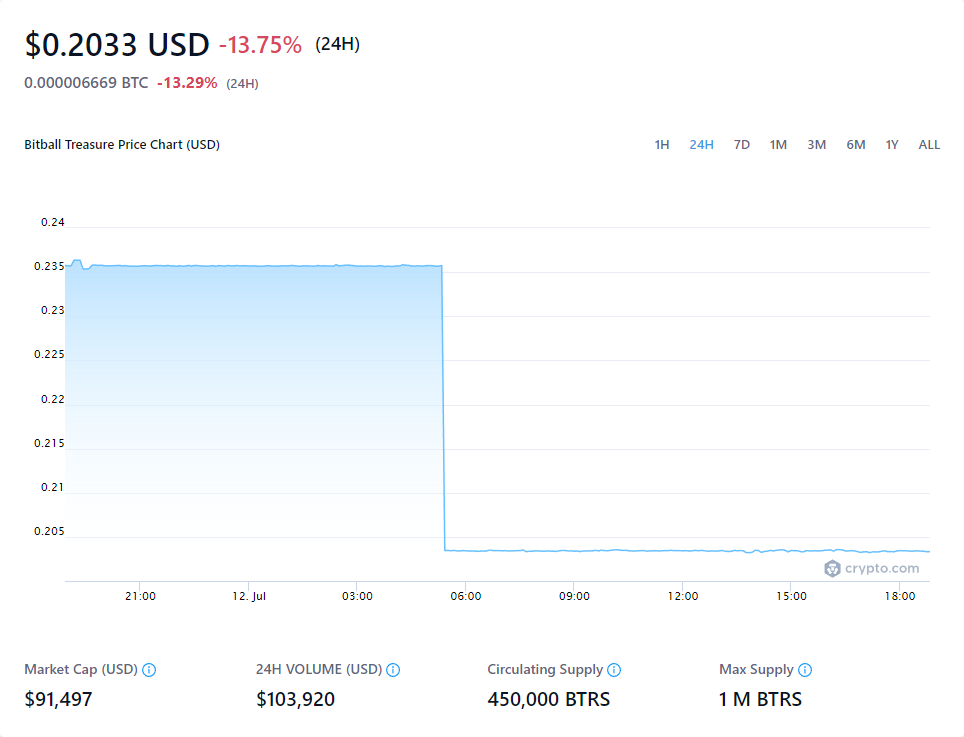 $0.2033 USD -13.75% (24H)
0.000006669 BTC -13.29% (24H)
Bitball Treasure Price Chart (USD) 1H 24H 7D 1M 3M 6M 1Y ALL
0.24
0.235
0.23
0.225
0.22
0.215
0.21
0.205
crypto.com
21:00 12. Jul 03:00 06:00 09:00 12:00 15:00 18:00
Market Cap (USD) 24H VOLUME (USD) Circulating Supply Max Supply
$91,497 $103,920 450,000 BTRS 1 M BTRS